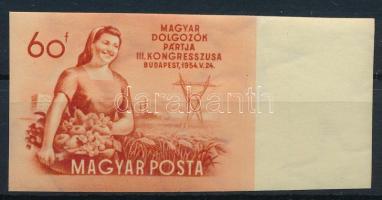 60f
MAGYAR
DOLGOZÓK
PÁRTJA
III. KONGRESSZUSA
BUDAPEST, 1954. V. 24.
darabanth
MAGYAR POSTA